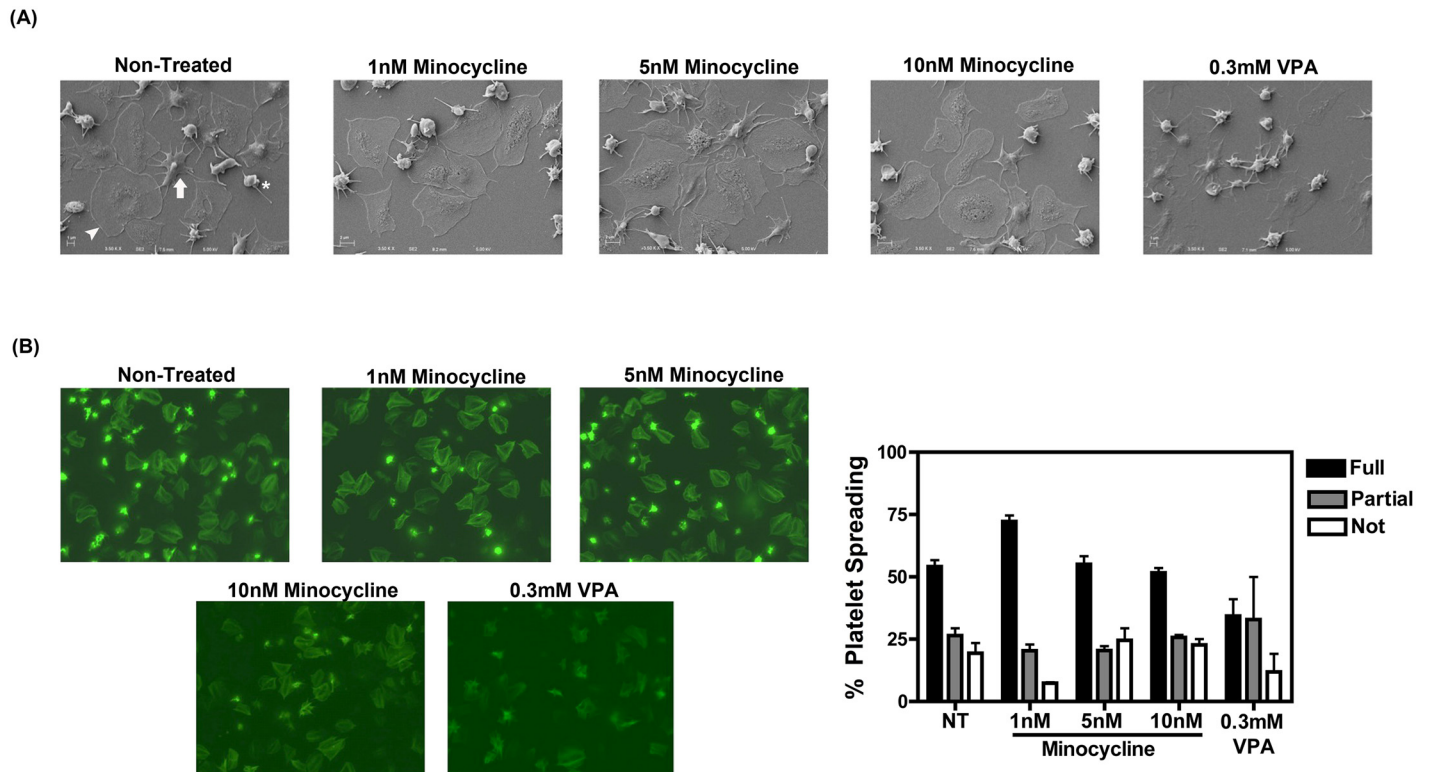 (A)
Non-Treated
1nM Minocycline
5nM Minocycline
10nM Minocycline
0.3mM VPA
*
(B)
Non-Treated
1nM Minocycline
5nM Minocycline
10nM Minocycline
0.3mM VPA
% Platelet Spreading
100
75
50
25
0
NT
1nM
5nM
10nM
0.3mM
VPA
Minocycline
Full
Partial
Not